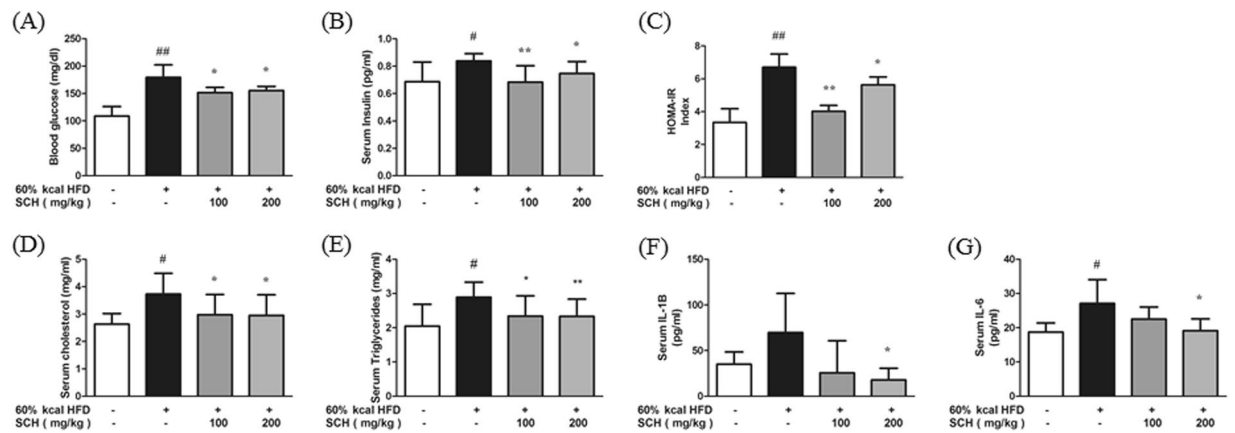 (A)
Blood glucose (mg/dl)
250
200
150
100
50
0
##
*
*
60% kcal HFD - + + +
SCH ( mg/kg ) - - 100 200
(B)
Serum Insulin (pg/ml)
1.0
0.8
0.6
0.4
0.2
0.0
#
**
*
60% kcal HFD - + + +
SCH ( mg/kg ) - - 100 200
(C)
HOMA-IR
Index
8
6
4
2
0
##
**
*
60% kcal HFD - + + +
SCH ( mg/kg ) - - 100 200
(D)
Serum cholesterol (mg/ml)
5
4
3
2
1
0
#
*
*
60% kcal HFD - + + +
SCH ( mg/kg ) - - 100 200
(E)
Serum Triglycerides (mg/ml)
4
3
2
1
0
#
*
**
60% kcal HFD - + + +
SCH ( mg/kg ) - - 100 200
(F)
Serum IL-1B
(pg/ml)
150
100
50
0
*
60% kcal HFD - + + +
SCH ( mg/kg ) - - 100 200
(G)
Serum IL-6
(pg/ml)
40
30
20
10
0
#
*
60% kcal HFD - + + +
SCH ( mg/kg ) - - 100 200